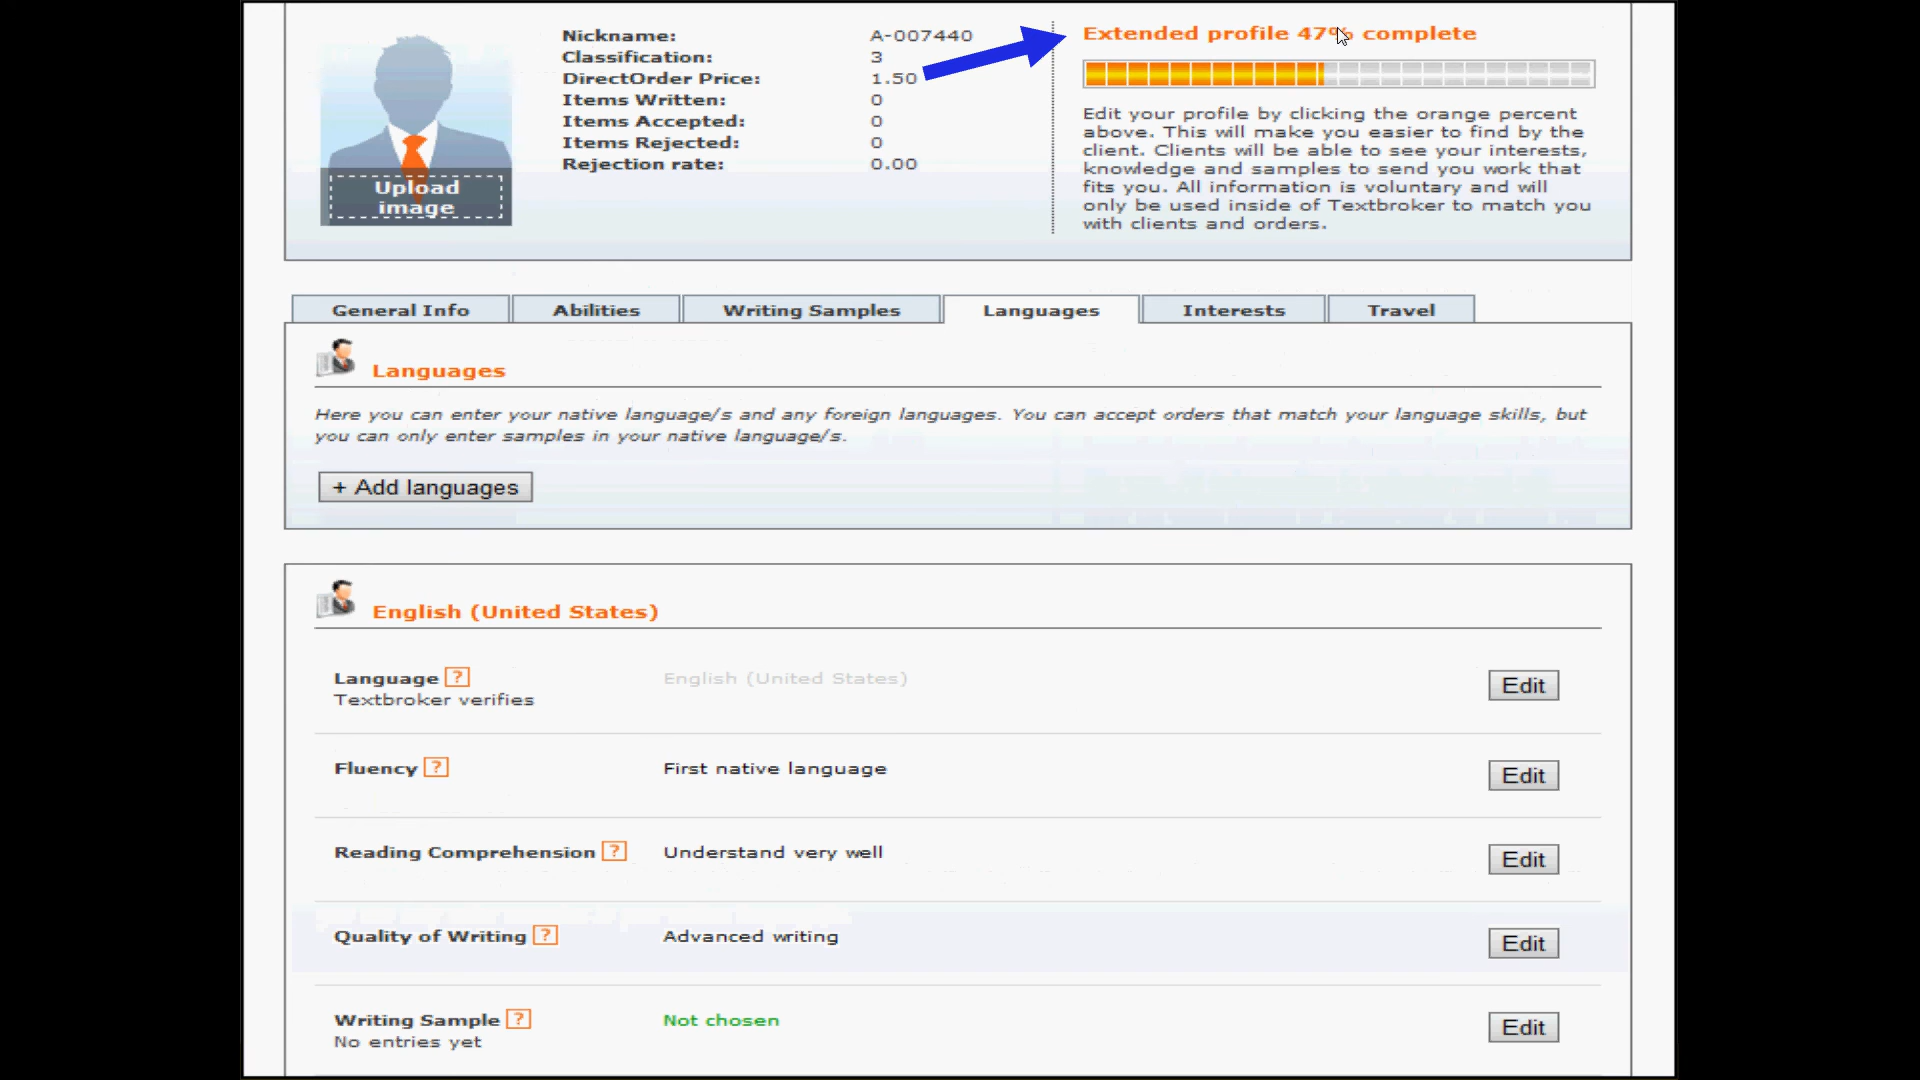 Nickname: A-007440
Classification: 3
DirectOrder Price: 1.50
Items Written: 0
Items Accepted: 0
Items Rejected: 0
Rejection rate: 0.00
Upload
image
Extended profile 47% complete
Edit your profile by clicking the orange percent
above. This will make you easier to find by the
client. Clients will be able to see your interests,
knowledge and samples to send you work that
fits you. All information is voluntary and will
only be used inside of Textbroker to match you
with clients and orders.
General Info Abilities Writing Samples Languages Interests Travel
Languages
Here you can enter your native language/s and any foreign languages. You can accept orders that match your language skills, but
you can only enter samples in your native language/s.
+ Add languages
English (United States)
Language ? English (United States) Edit
Textbroker verifies
Fluency ? First native language Edit
Reading Comprehension ? Understand very well Edit
Quality of Writing ? Advanced writing Edit
Writing Sample ? Not chosen Edit
No entries yet